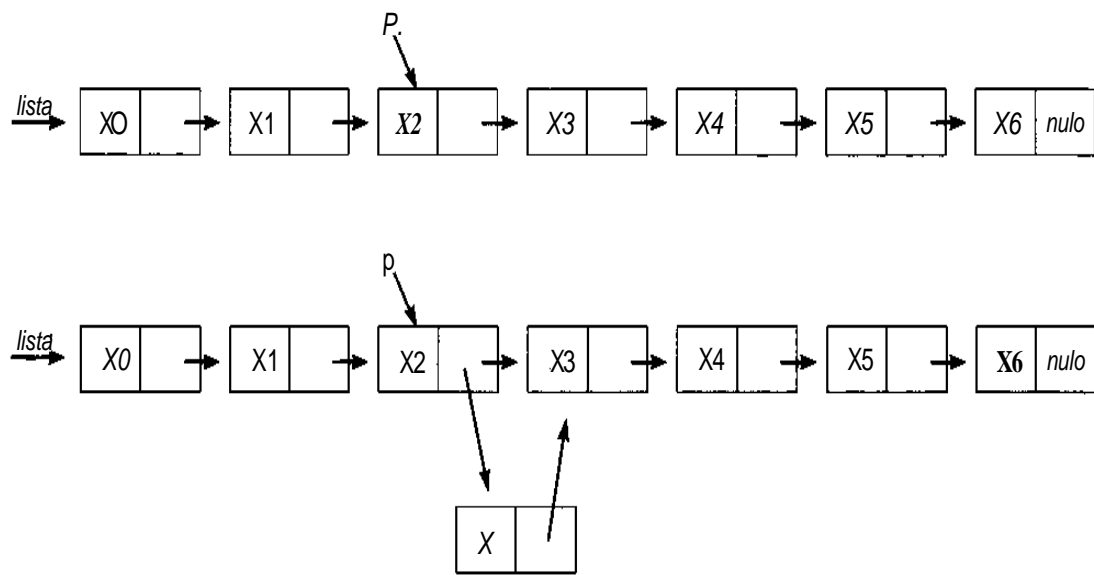 P.
lista
XO X1 X2 X3 X4 X5 X6 nulo
p
lista
X0 X1 X2 X3 X4 X5 X6 nulo
X